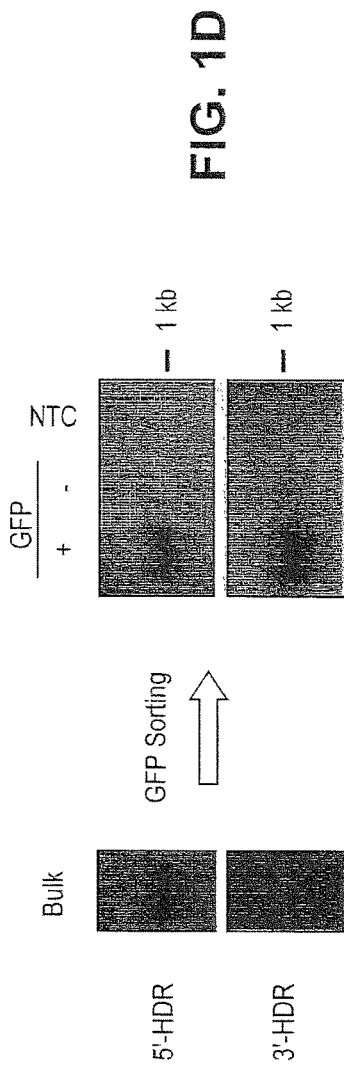 Bulk
GFP
+ -
NTC
5'-HDR
GFP Sorting
1 kb
3'-HDR
1 kb
FIG. 1D